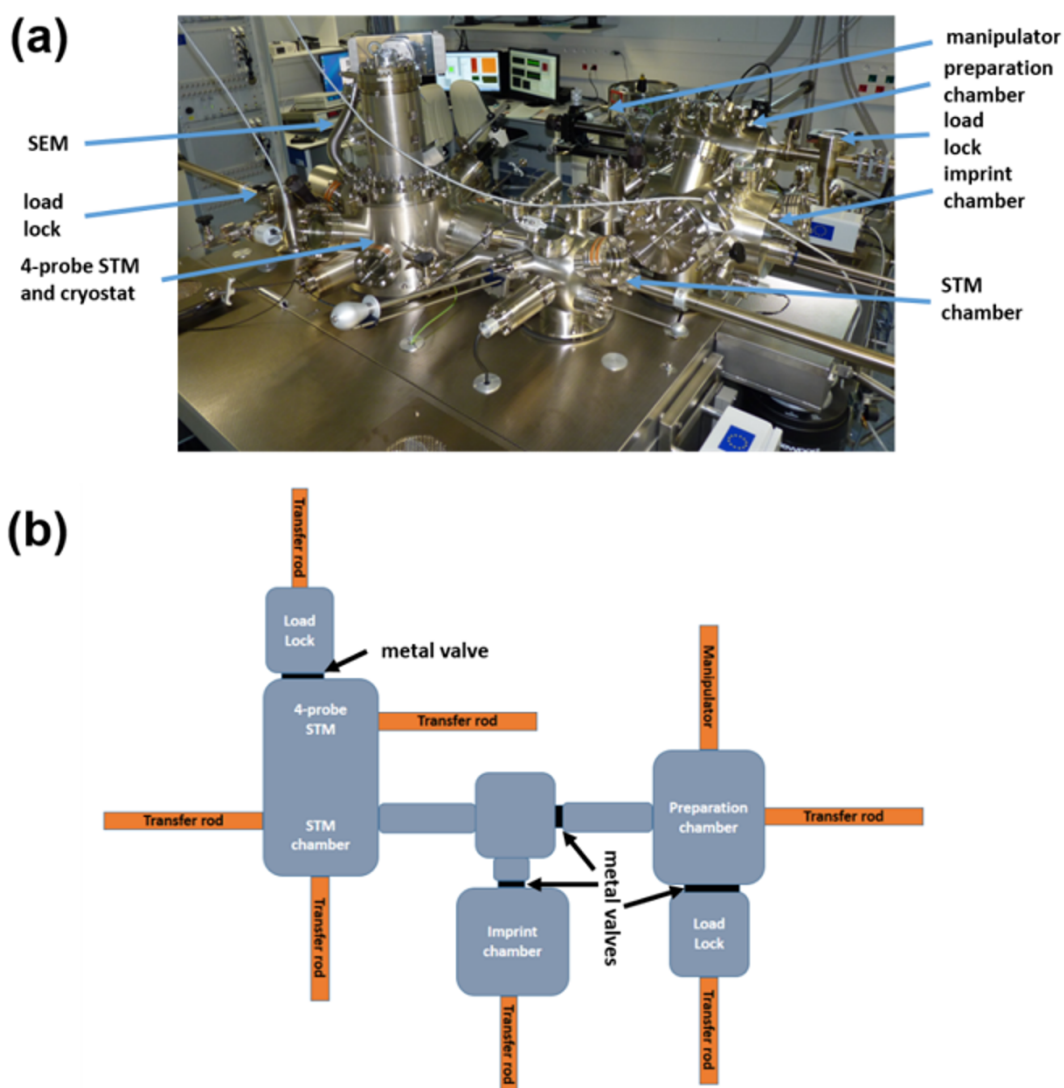 (a)
manipulator
preparation
chamber
load
lock
imprint
chamber
SEM
load
lock
4-probe STM
and cryostat
STM
chamber
(b)
Transfer rod
Load
Lock
metal valve
4-probe
STM
Transfer rod
Manipulator
Transfer rod
STM
chamber
Preparation
chamber
Transfer rod
metal valves
Transfer rod
Imprint
chamber
Load
Lock
Transfer rod
Transfer rod